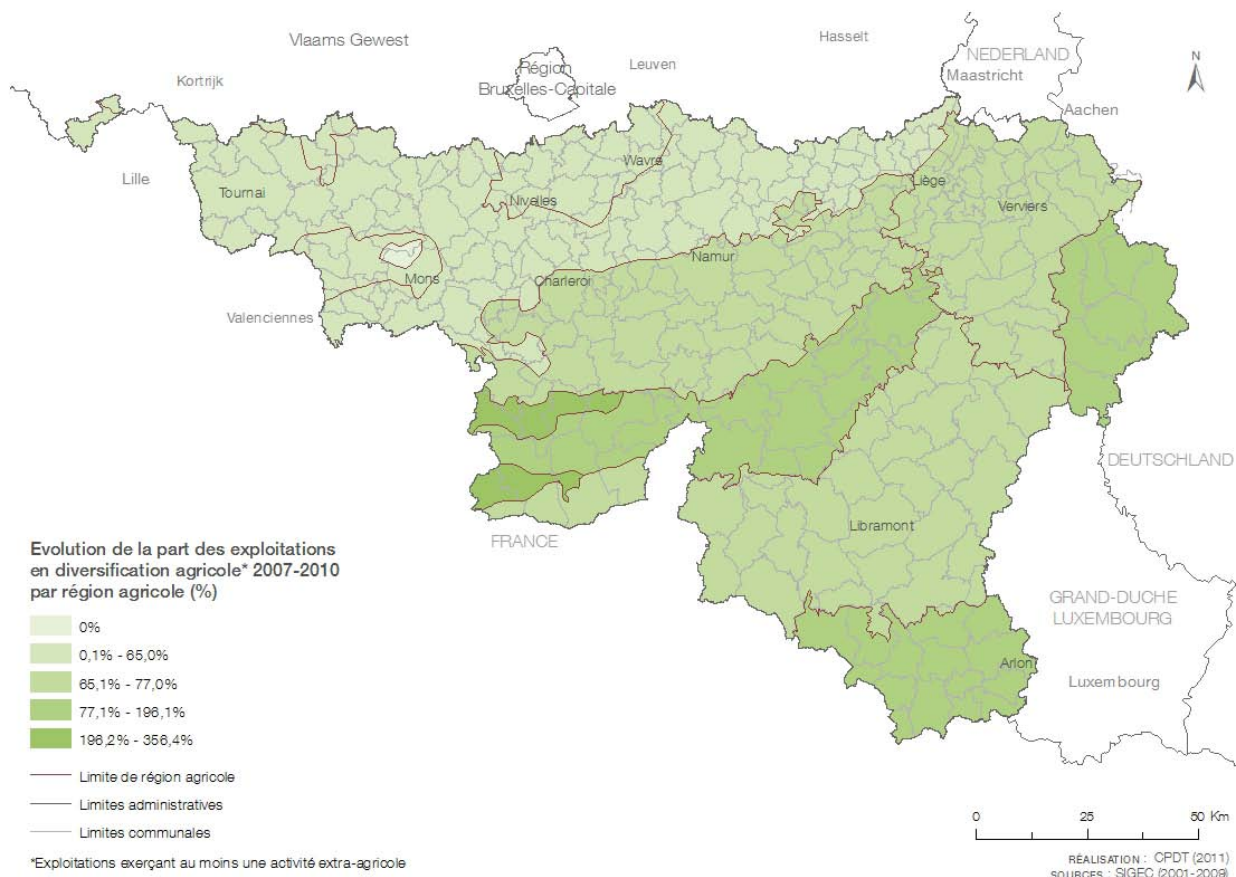 Vlaams Gewest
Hasselt
NEDERLAND
Maastricht
N
Kortrijk
Région
Bruxelles-Capitale
Leuven
Aachen
Lille
Tournai
Wavre
Nivelles
Liège
Verviers
Mons
Charleroi
Namur
Valenciennes
DEUTSCHLAND
FRANCE
Libramont
GRAND-DUCHE
LUXEMBOURG
Arlon
Luxembourg
Evolution de la part des exploitations
en diversification agricole* 2007-2010
par région agricole (%)
0%
0,1% - 65,0%
65,1% - 77,0%
77,1% - 196,1%
196,2% - 356,4%
Limite de région agricole
Limites administratives
Limites communales
*Exploitations exerçant au moins une activité extra-agricole
0 25 50 Km
RÉALISATION : CPDT (2011)
SOURCES : SIGEC (2001-2009)